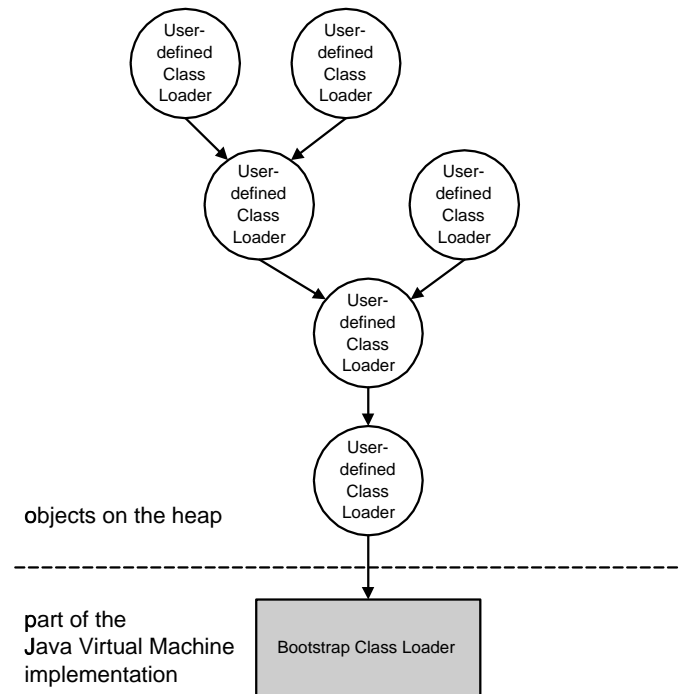 User-
defined
Class
Loader
User-
defined
Class
Loader
User-
defined
Class
Loader
User-
defined
Class
Loader
User-
defined
Class
Loader
User-
defined
Class
Loader
objects on the heap
part of the
Java Virtual Machine
implementation
Bootstrap Class Loader